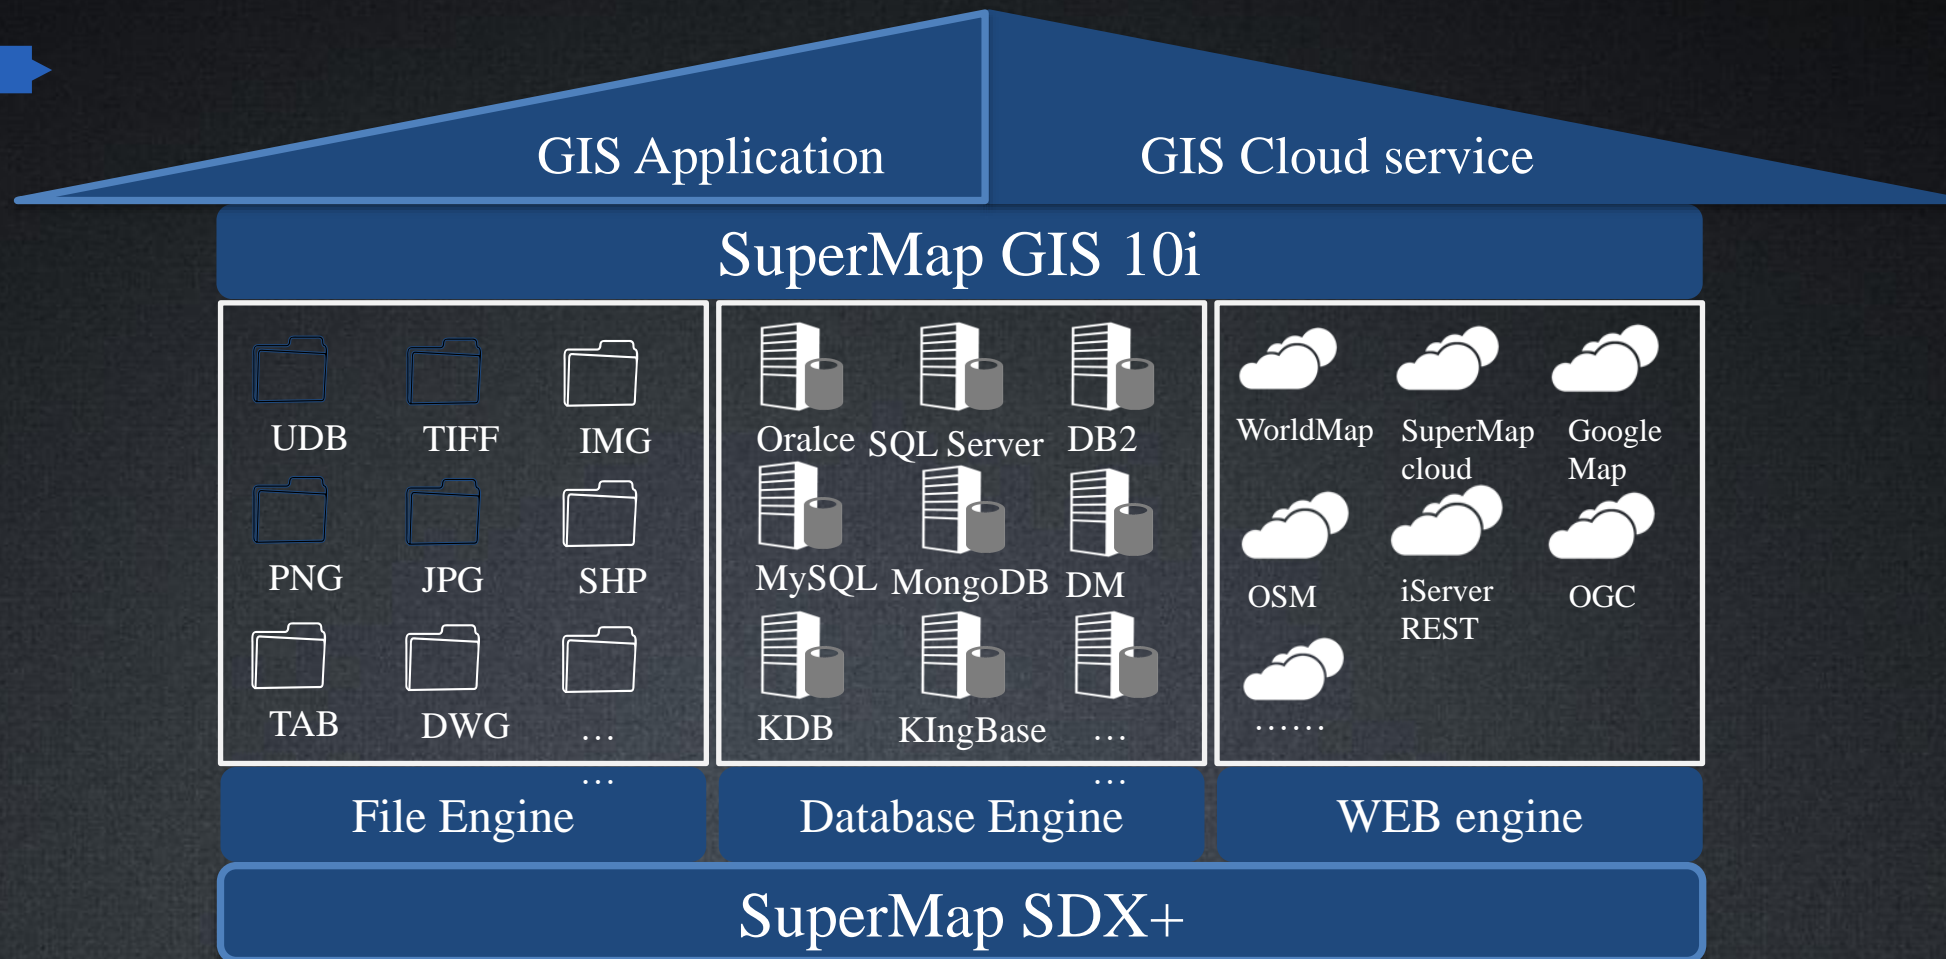 GIS Application
GIS Cloud service
SuperMap GIS 10i
UDB
TIFF
IMG
PNG
JPG
SHP
TAB
DWG
…
…
Oralce
SQL Server
DB2
MySQL
MongoDB
DM
KDB
KIngBase
…
…
WorldMap
SuperMap
cloud
Google
Map
OSM
iServer
REST
OGC
……
File Engine
Database Engine
WEB engine
SuperMap SDX+